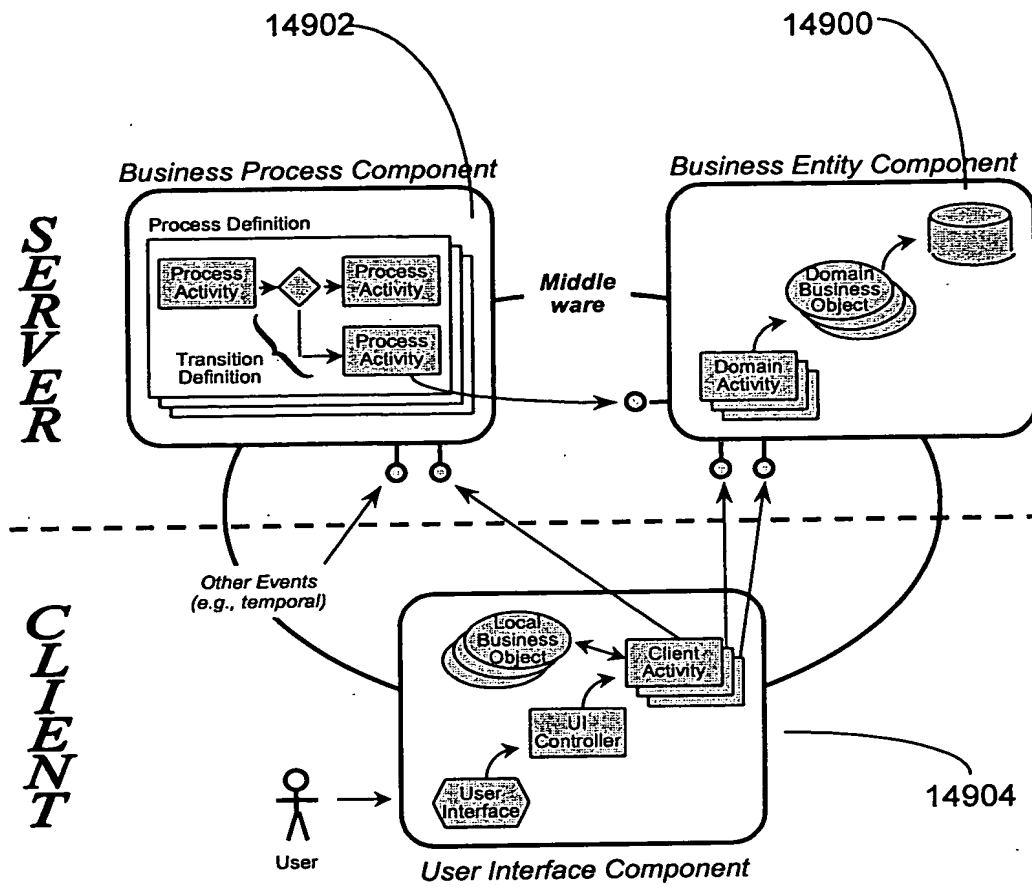 14902
14900
Business Process Component
Business Entity Component
SERVER
Process Definition
Process
Activity
Process
Activity
Process
Activity
Transition
Definition
Middle
ware
Domain
Business
Object
Domain
Activity
Other Events
(e.g., temporal)
CLIENT
Local
Business
Object
Client
Activity
UI
Controller
User
Interface
User
14904
User Interface Component